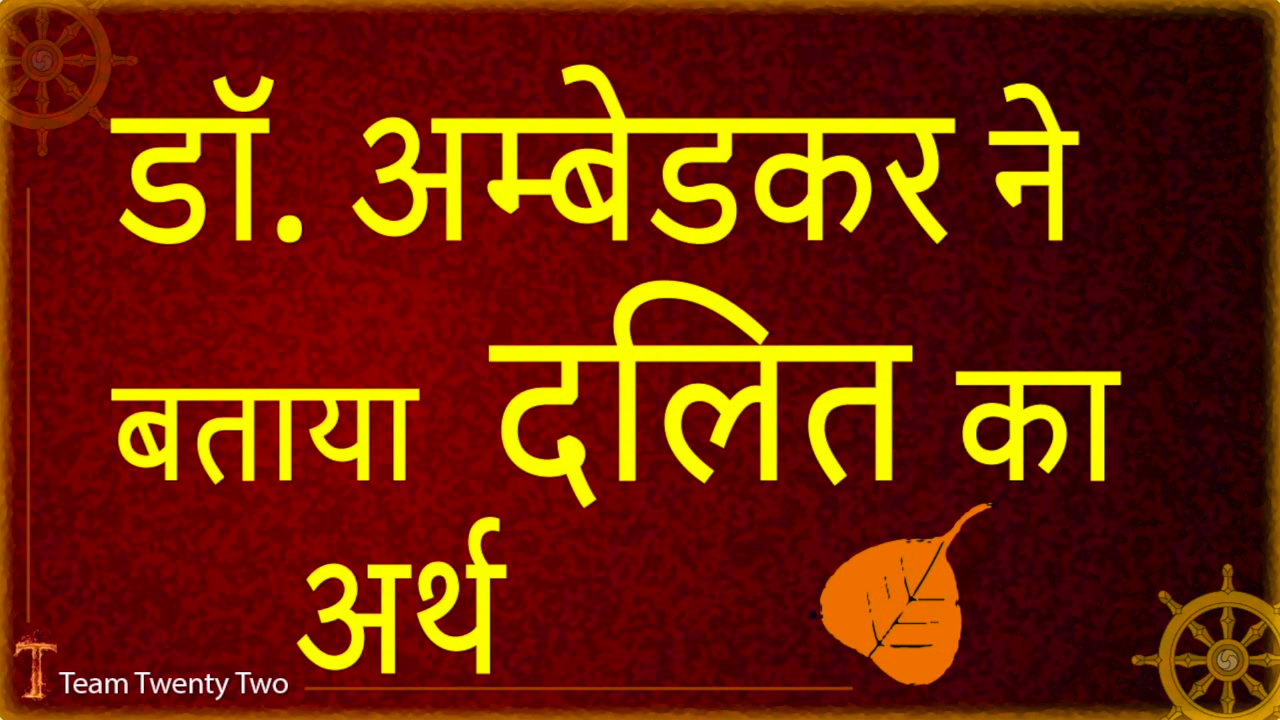 डॉ. अम्बेडकर ने
बताया दलित का
अर्थ
Team Twenty Two